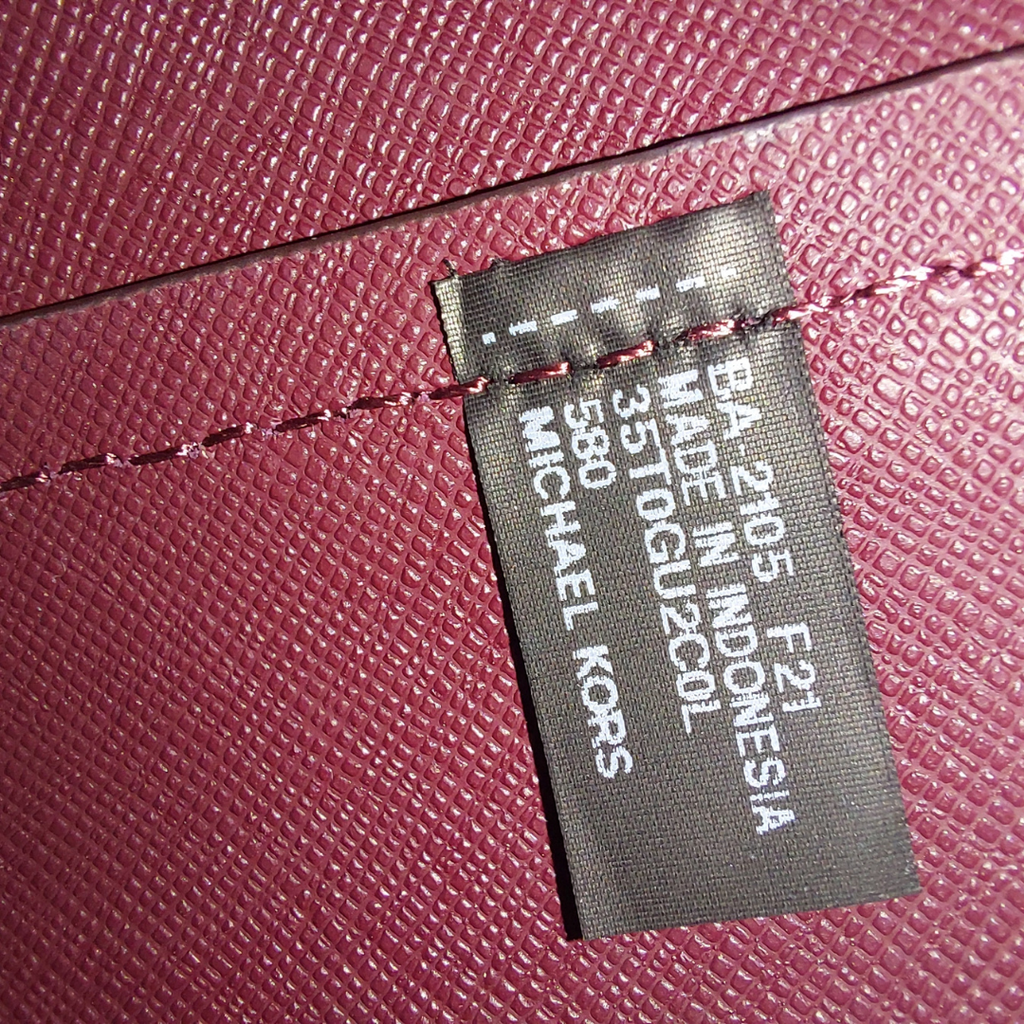 BA-2105 F21
MADE IN INDONESIA
35T0GU2C0L
580
MICHAEL KORS